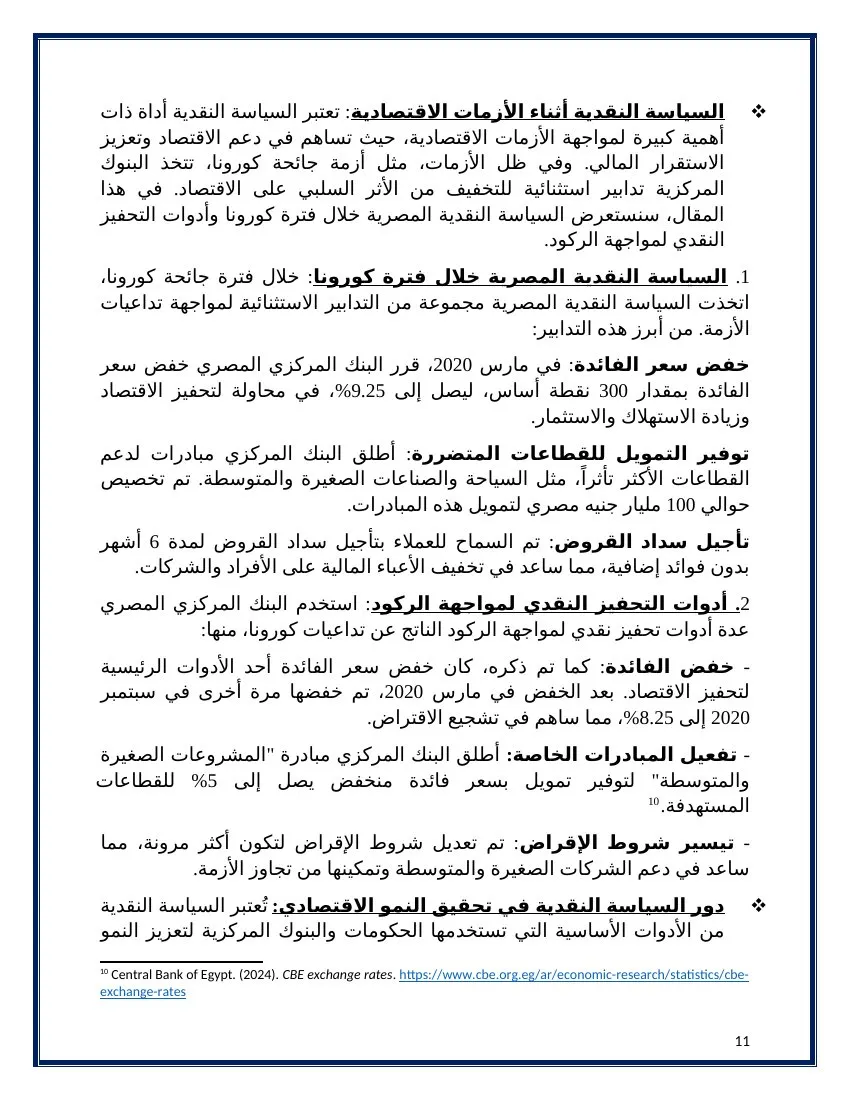 ❖ السياسة النقدية أثناء الأزمات الاقتصادية: تعتبر السياسة النقدية أداة ذات
أهمية كبيرة لمواجهة الأزمات الاقتصادية، حيث تساهم في دعم الاقتصاد وتعزيز
الاستقرار المالي. وفي ظل الأزمات، مثل أزمة جائحة كورونا، تتخذ البنوك
المركزية تدابير استثنائية للتخفيف من الأثر السلبي على الاقتصاد. في هذا
المقال، سنستعرض السياسة النقدية المصرية خلال فترة كورونا وأدوات التحفيز
النقدي لمواجهة الركود.
1. السياسة النقدية المصرية خلال فترة كورونا: خلال فترة جائحة كورونا،
اتخذت السياسة النقدية المصرية مجموعة من التدابير الاستثنائية لمواجهة تداعيات
الأزمة. من أبرز هذه التدابير:
خفض سعر الفائدة: في مارس 2020، قرر البنك المركزي المصري خفض سعر
الفائدة بمقدار 300 نقطة أساس، ليصل إلى 9.25%، في محاولة لتحفيز الاقتصاد
وزيادة الاستهلاك والاستثمار.
توفير التمويل للقطاعات المتضررة: أطلق البنك المركزي مبادرات لدعم
القطاعات الأكثر تأثراً، مثل السياحة والصناعات الصغيرة والمتوسطة. تم تخصيص
حوالي 100 مليار جنيه مصري لتمويل هذه المبادرات.
تأجيل سداد القروض: تم السماح للعملاء بتأجيل سداد القروض لمدة 6 أشهر
بدون فوائد إضافية، مما ساعد في تخفيف الأعباء المالية على الأفراد والشركات.
2. أدوات التحفيز النقدي لمواجهة الركود: استخدم البنك المركزي المصري
عدة أدوات تحفيز نقدي لمواجهة الركود الناتج عن تداعيات كورونا، منها:
- خفض الفائدة: كما تم ذكره، كان خفض سعر الفائدة أحد الأدوات الرئيسية
لتحفيز الاقتصاد. بعد الخفض في مارس 2020، تم خفضها مرة أخرى في سبتمبر
2020 إلى 8.25%، مما ساهم في تشجيع الاقتراض.
- تفعيل المبادرات الخاصة: أطلق البنك المركزي مبادرة "المشروعات الصغيرة
والمتوسطة" لتوفير تمويل بسعر فائدة منخفض يصل إلى 5% للقطاعات
المستهدفة.10
- تيسير شروط الإقراض: تم تعديل شروط الإقراض لتكون أكثر مرونة، مما
ساعد في دعم الشركات الصغيرة والمتوسطة وتمكينها من تجاوز الأزمة.
❖ دور السياسة النقدية في تحقيق النمو الاقتصادي: تُعتبر السياسة النقدية
من الأدوات الأساسية التي تستخدمها الحكومات والبنوك المركزية لتعزيز النمو
10 Central Bank of Egypt. (2024). CBE exchange rates. https://www.cbe.org.eg/ar/economic-research/statistics/cbe-
exchange-rates
11